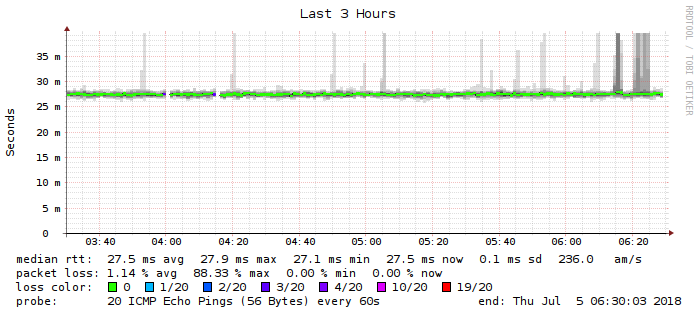 Last 3 Hours
RRDTOOL / TOBI OETIKER
Seconds
35 m
30 m
25 m
20 m
15 m
10 m
5 m
0
03:40 04:00 04:20 04:40 05:00 05:20 05:40 06:00 06:20
median rtt: 27.5 ms avg 27.9 ms max 27.1 ms min 27.5 ms now 0.1 ms sd 236.0 am/s
packet loss: 1.14 % avg 88.33 % max 0.00 % min 0.00 % now
loss color: 0 1/20 2/20 3/20 4/20 10/20 19/20
probe: 20 ICMP Echo Pings (56 Bytes) every 60s end: Thu Jul 5 06:30:03 2018